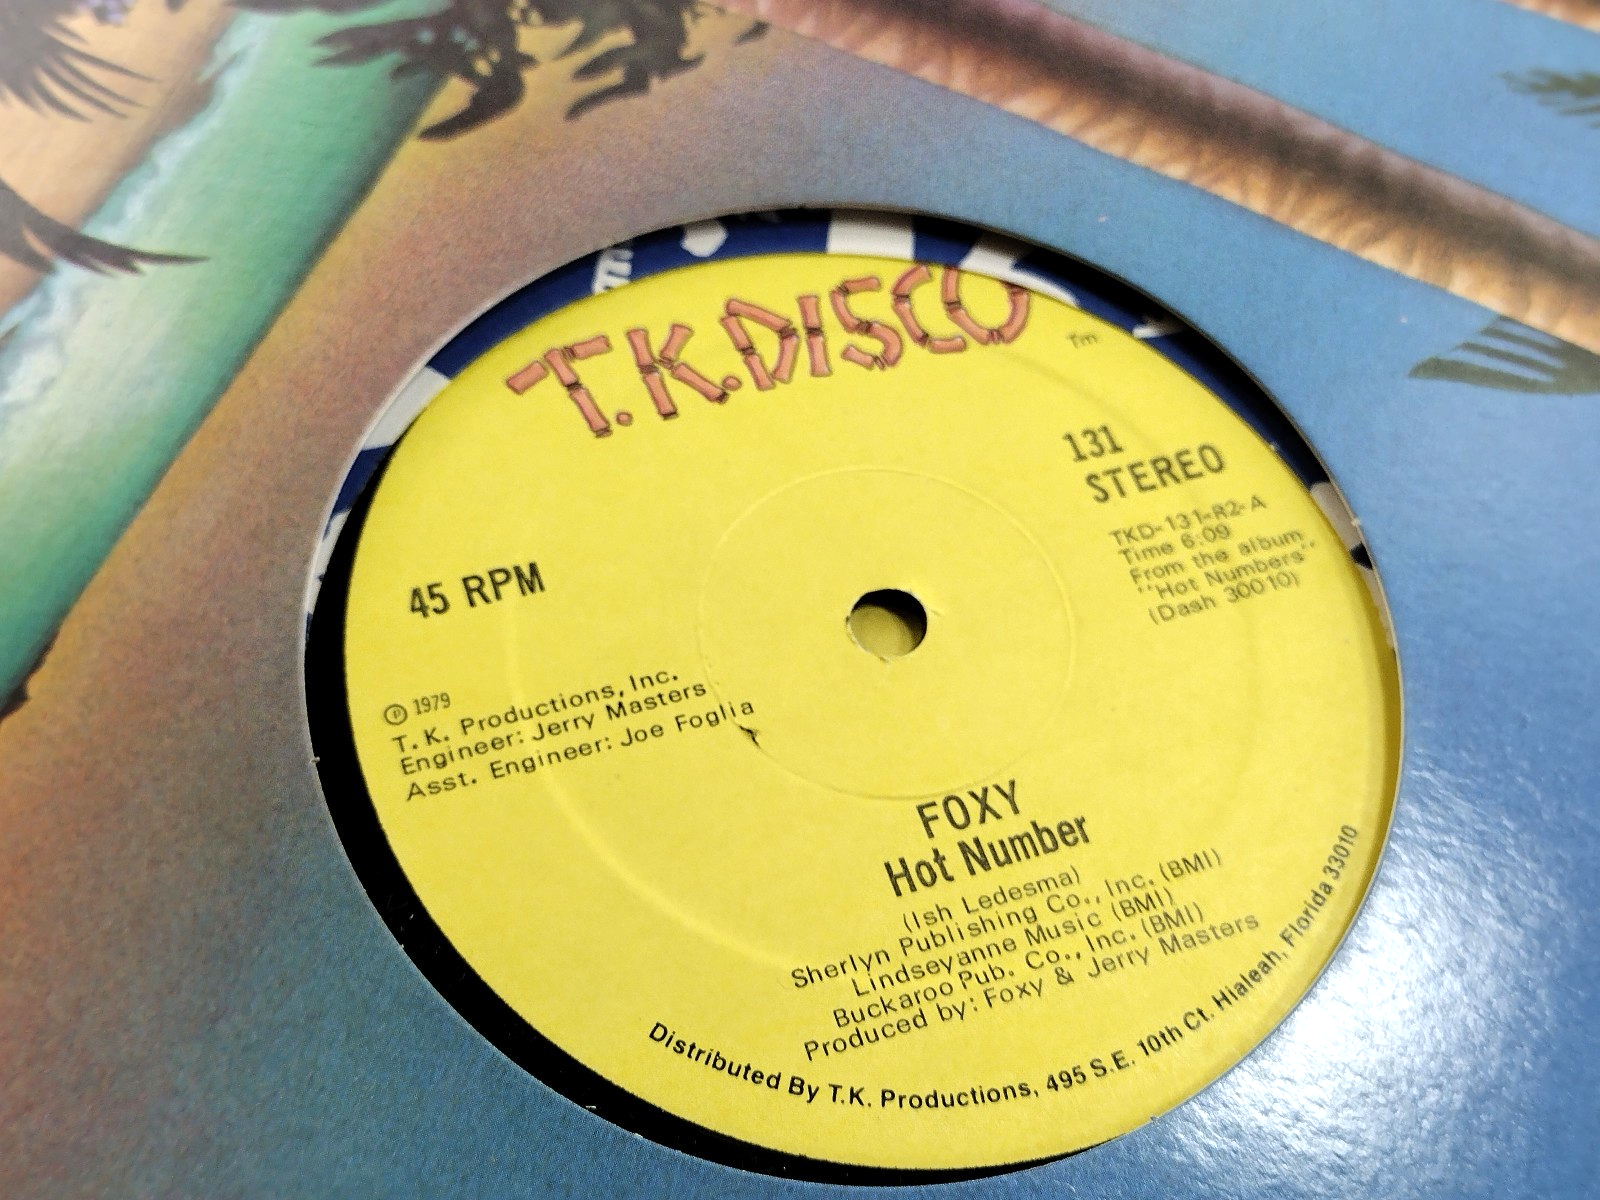 T.K.DISCO
Tm
131
STEREO
TKD-131-R2-A
Time 6:09
From the album
"Hot Numbers"
(Dash 30010)
45 RPM
Ⓟ 1979
T. K. Productions, Inc.
Engineer: Jerry Masters
Asst. Engineer: Joe Foglia
FOXY
Hot Number
(Ish Ledesma)
Sherlyn Publishing Co., Inc. (BMI)
Lindseyanne Music (BMI)
Buckaroo Pub. Co., Inc. (BMI)
Produced by: Foxy & Jerry Masters
Distributed By T.K. Productions, 495 S.E. 10th Ct. Hialeah, Florida 33010